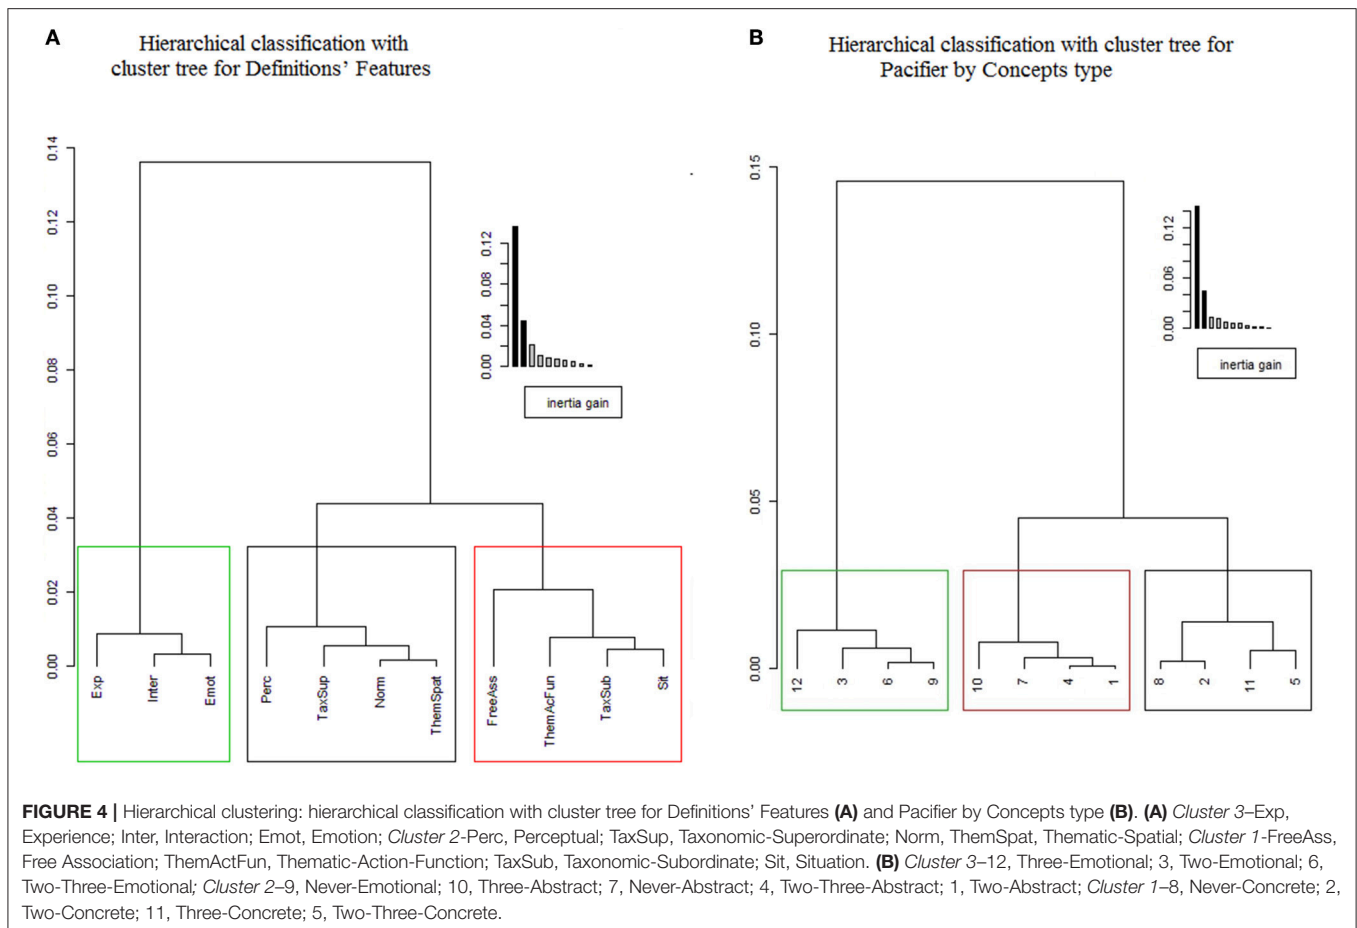 A
Hierarchical classification with
cluster tree for Definitions' Features
0.14
0.12
0.10
0.08
0.06
0.04
0.02
0.00
0.12
0.08
0.04
0.00
inertia gain
Exp
Inter
Emot
Perc
TaxSup
Norm
ThemSpat
FreeAss
ThemAcFun
TaxSub
Sit
B
Hierarchical classification with cluster tree for
Pacifier by Concepts type
0.15
0.10
0.05
0.00
0.12
0.06
0.00
inertia gain
12
3
6
9
10
7
4
1
8
2
11
5
FIGURE 4 | Hierarchical clustering: hierarchical classification with cluster tree for Definitions' Features (A) and Pacifier by Concepts type (B). (A) Cluster 3–Exp,
Experience; Inter, Interaction; Emot, Emotion; Cluster 2-Perc, Perceptual; TaxSup, Taxonomic-Superordinate; Norm, ThemSpat, Thematic-Spatial; Cluster 1-FreeAss,
Free Association; ThemActFun, Thematic-Action-Function; TaxSub, Taxonomic-Subordinate; Sit, Situation. (B) Cluster 3–12, Three-Emotional; 3, Two-Emotional; 6,
Two-Three-Emotional; Cluster 2–9, Never-Emotional; 10, Three-Abstract; 7, Never-Abstract; 4, Two-Three-Abstract; 1, Two-Abstract; Cluster 1–8, Never-Concrete; 2,
Two-Concrete; 11, Three-Concrete; 5, Two-Three-Concrete.